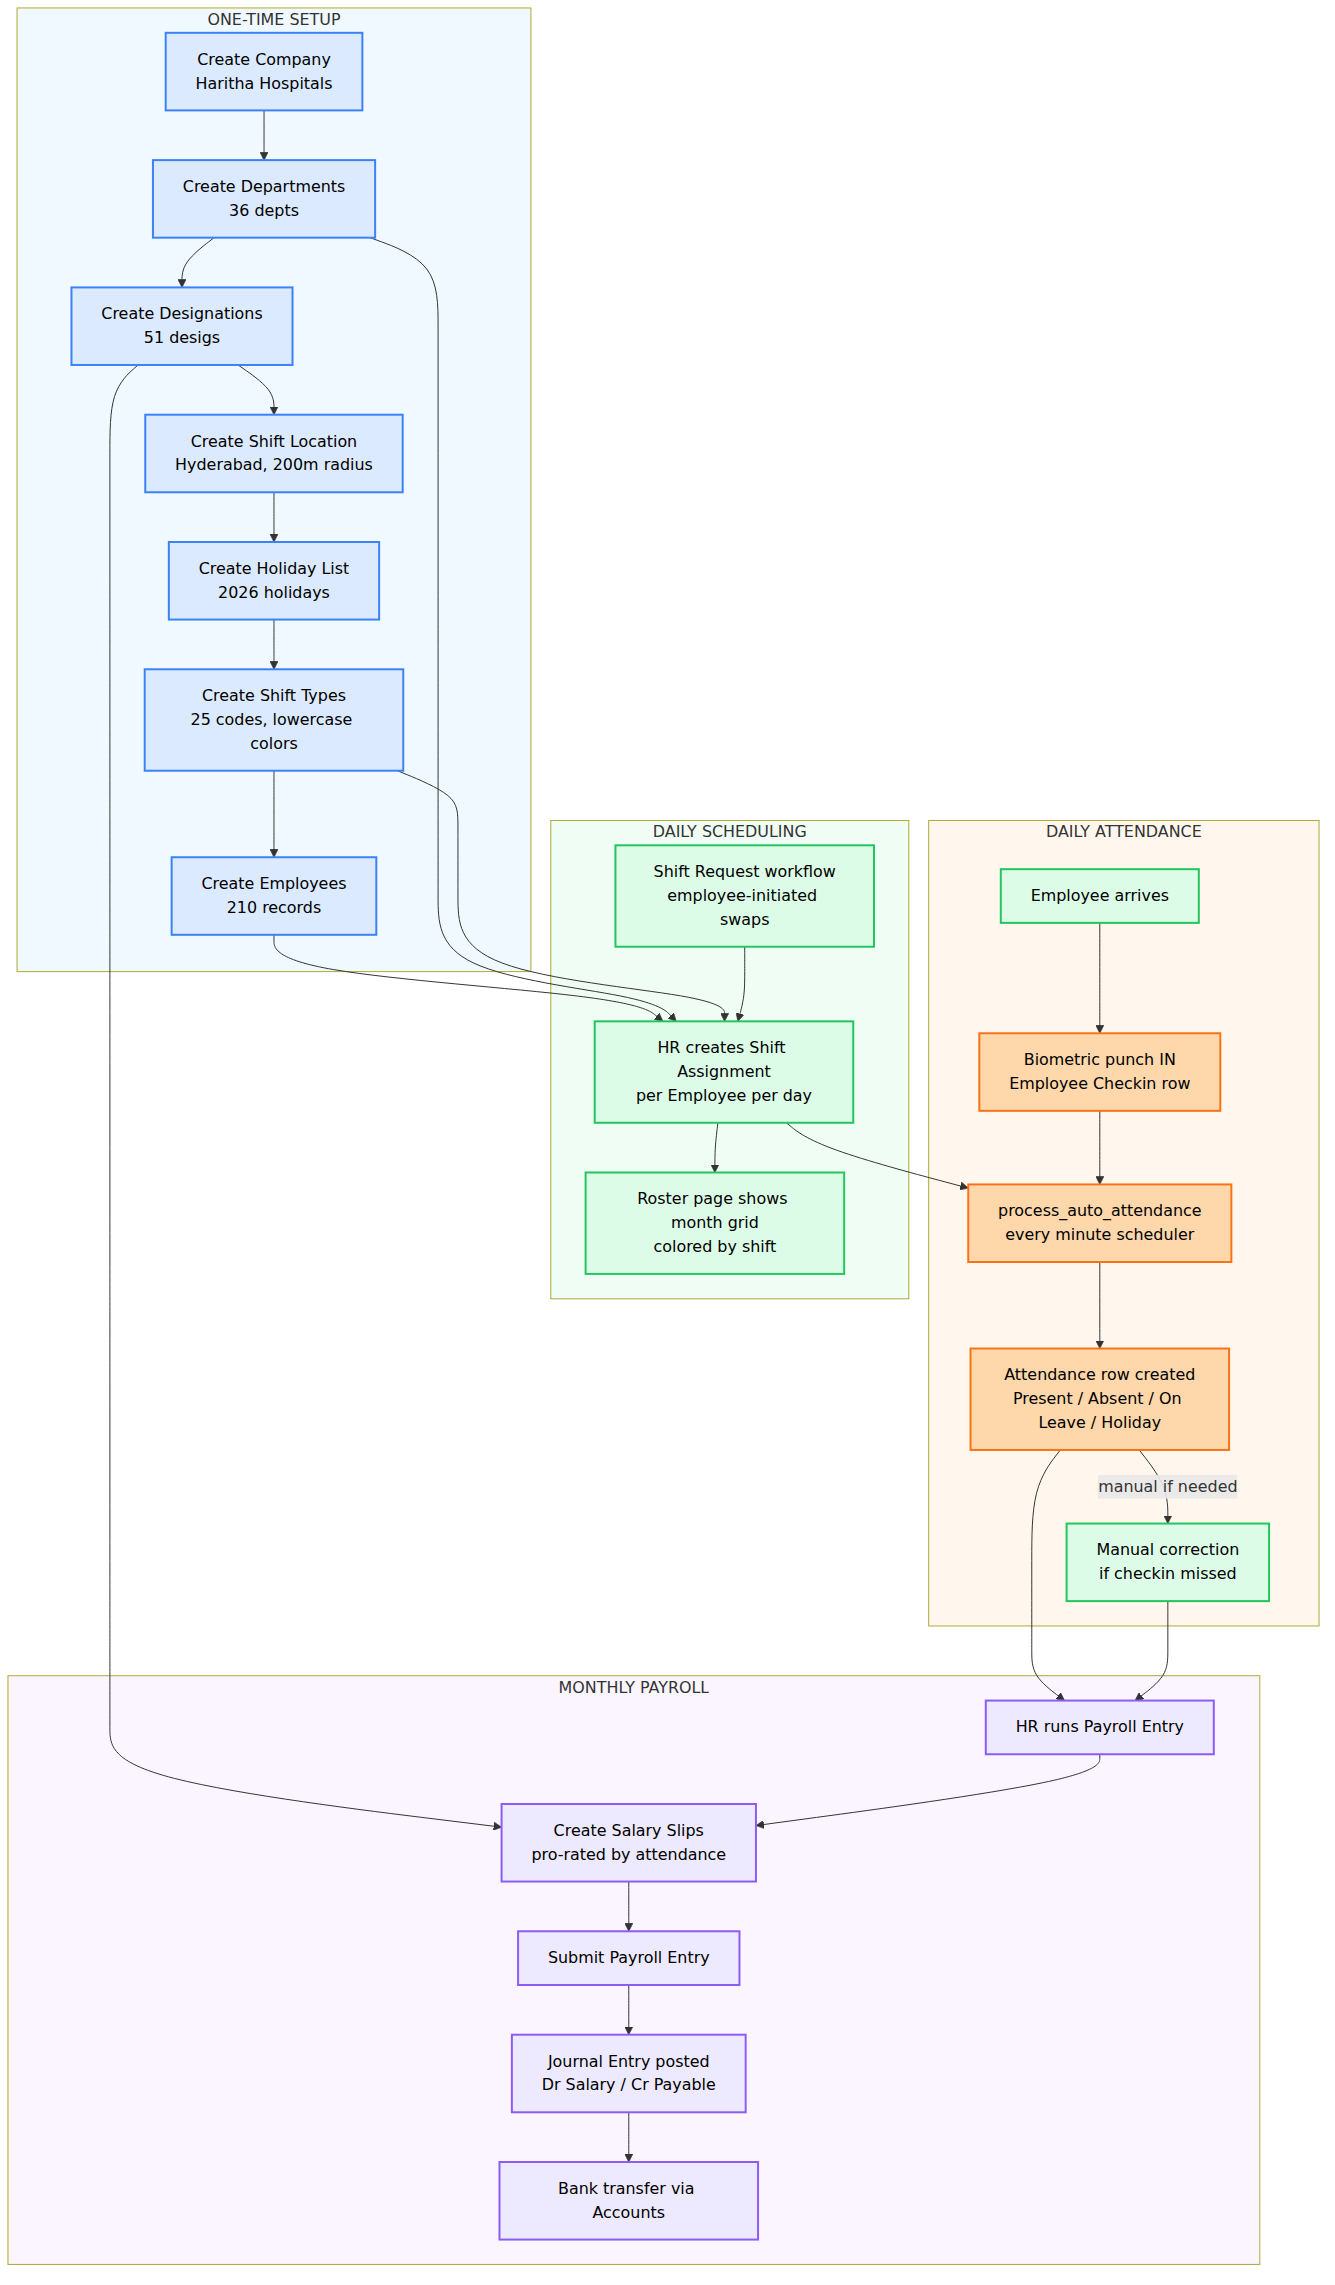 ONE-TIME SETUP
Create Company
Haritha Hospitals
Create Departments
36 depts
Create Designations
51 desigs
Create Shift Location
Hyderabad, 200m radius
Create Holiday List
2026 holidays
Create Shift Types
25 codes, lowercase
colors
Create Employees
210 records
DAILY SCHEDULING
Shift Request workflow
employee-initiated
swaps
HR creates Shift
Assignment
per Employee per day
Roster page shows
month grid
colored by shift
DAILY ATTENDANCE
Employee arrives
Biometric punch IN
Employee Checkin row
process_auto_attendance
every minute scheduler
Attendance row created
Present / Absent / On
Leave / Holiday
manual if needed
Manual correction
if checkin missed
MONTHLY PAYROLL
HR runs Payroll Entry
Create Salary Slips
pro-rated by attendance
Submit Payroll Entry
Journal Entry posted
Dr Salary / Cr Payable
Bank transfer via
Accounts